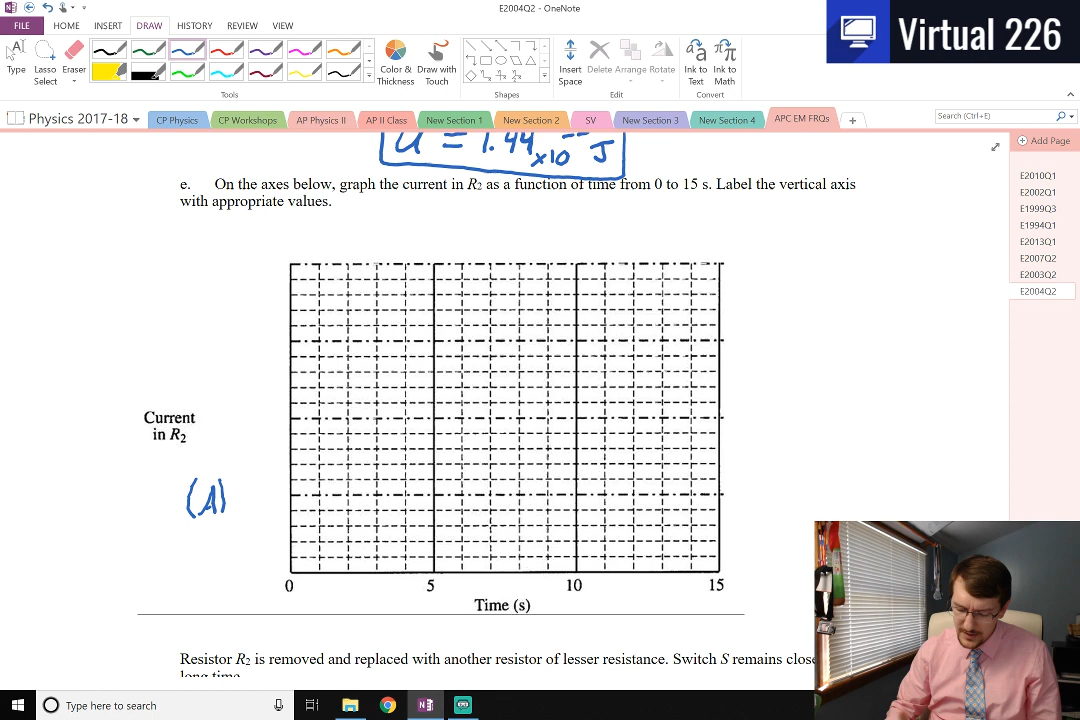 E2004Q2 - OneNote
Virtual 226
FILE HOME INSERT DRAW HISTORY REVIEW VIEW
Type
Lasso Select
Eraser
Color & Thickness
Draw with Touch
Insert Space
Delete
Arrange
Rotate
Ink to Text
Ink to Math
Tools
Shapes
Edit
Convert
Physics 2017-18
CP Physics
CP Workshops
AP Physics II
AP II Class
New Section 1
New Section 2
SV
New Section 3
New Section 4
APC EM FRQs
Search (Ctrl+E)
Add Page
E2010Q1
E2002Q1
E1999Q3
E1994Q1
E2013Q1
E2007Q2
E2003Q2
E2004Q2
U = 1.44 x10 J
e. On the axes below, graph the current in R2 as a function of time from 0 to 15 s. Label the vertical axis
with appropriate values.
Current
in R2
(A)
0 5 10 15
Time (s)
Resistor R2 is removed and replaced with another resistor of lesser resistance. Switch S remains close
long time.
Type here to search